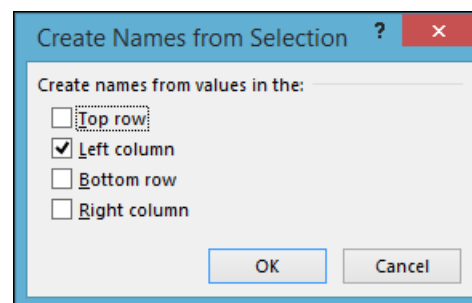 Create Names from Selection ? ×
Create names from values in the:
Top row
Left column
Bottom row
Right column
OK Cancel